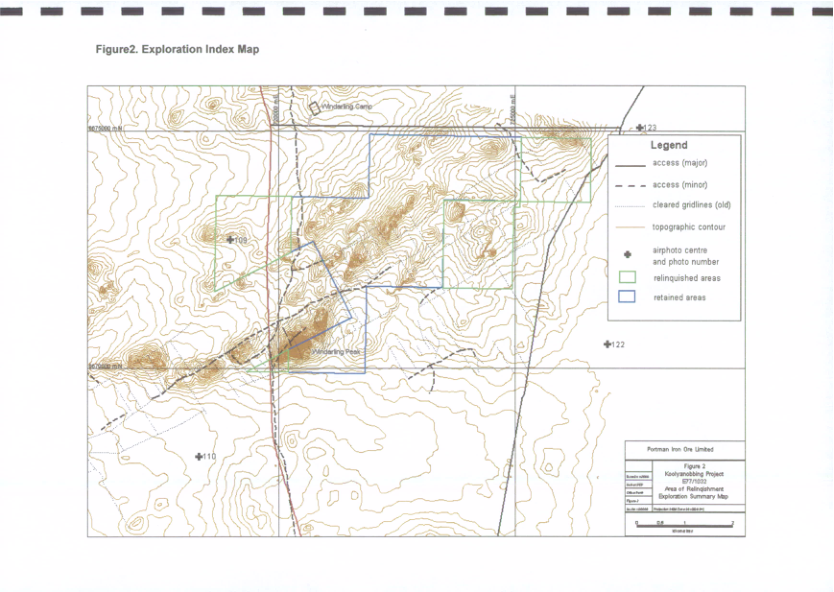 Figure2. Exploration Index Map
Windarling Camp
6675000 mN
123
109
Windarling Peak
6670000 mN
122
110
Legend
access (major)
access (minor)
cleared gridlines (old)
topographic contour
airphoto centre
and photo number
relinquished areas
retained areas
Portman Iron Ore Limited
Figure 2
Koolyanobbing Project
E77/1002
Area of Relinquishment
Exploration Summary Map
0 0.5 1 2